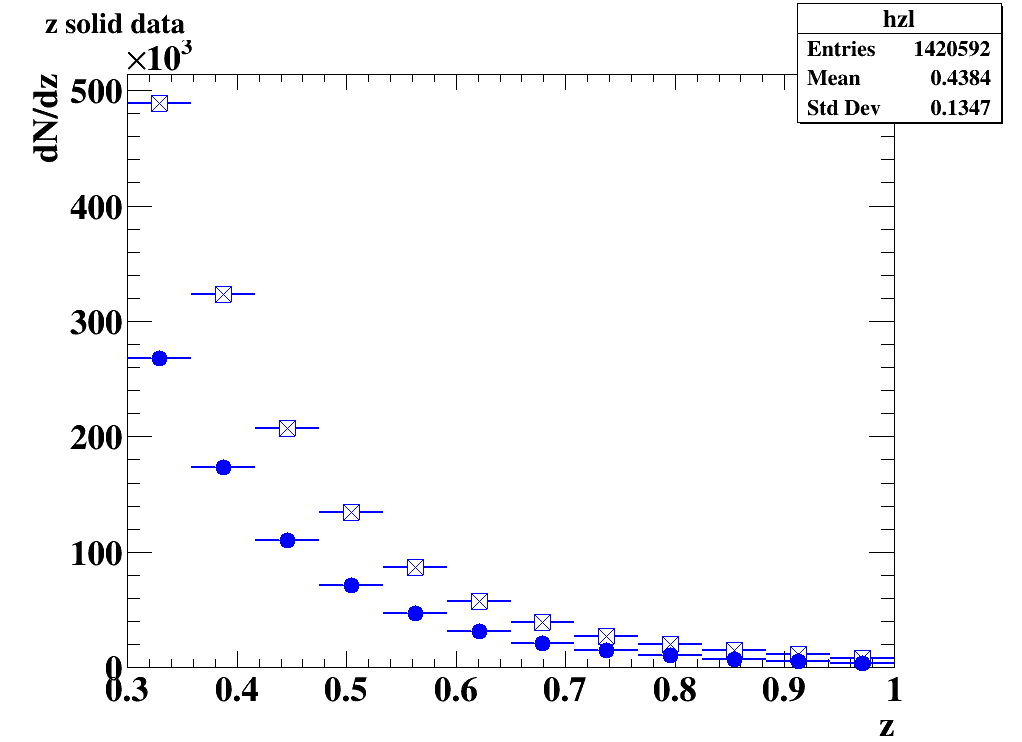 z solid data
×10³
hzl
Entries 1420592
Mean 0.4384
Std Dev 0.1347
dN/dz
500
400
300
200
100
0
0.3 0.4 0.5 0.6 0.7 0.8 0.9 1
z